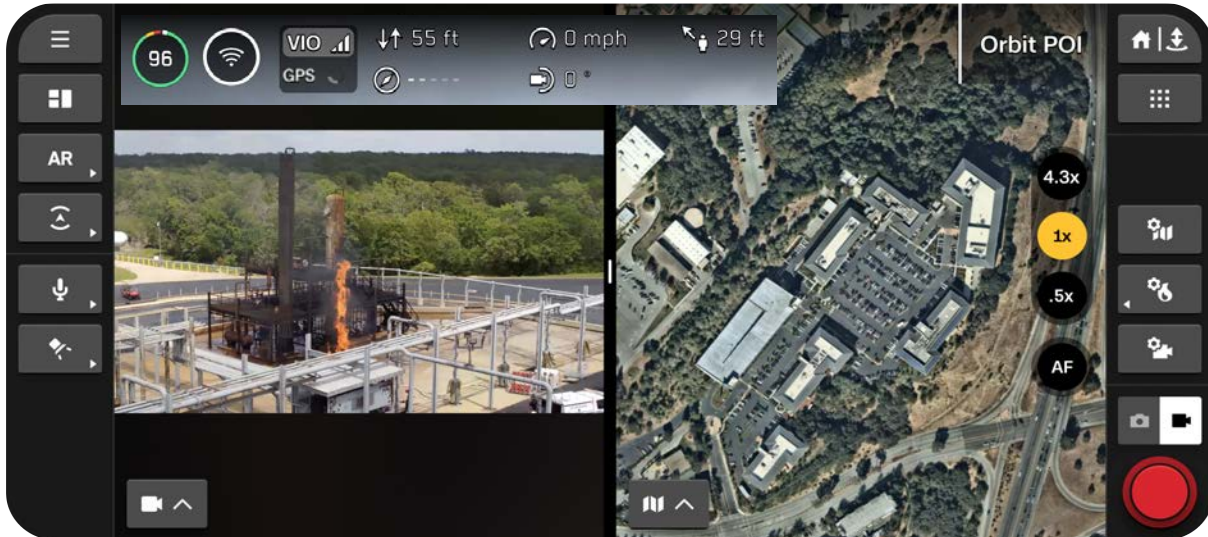 96
VIO
GPS
55 ft
0 mph
29 ft
-----
0 °
Orbit POI
AR
4.3x
1x
.5x
AF